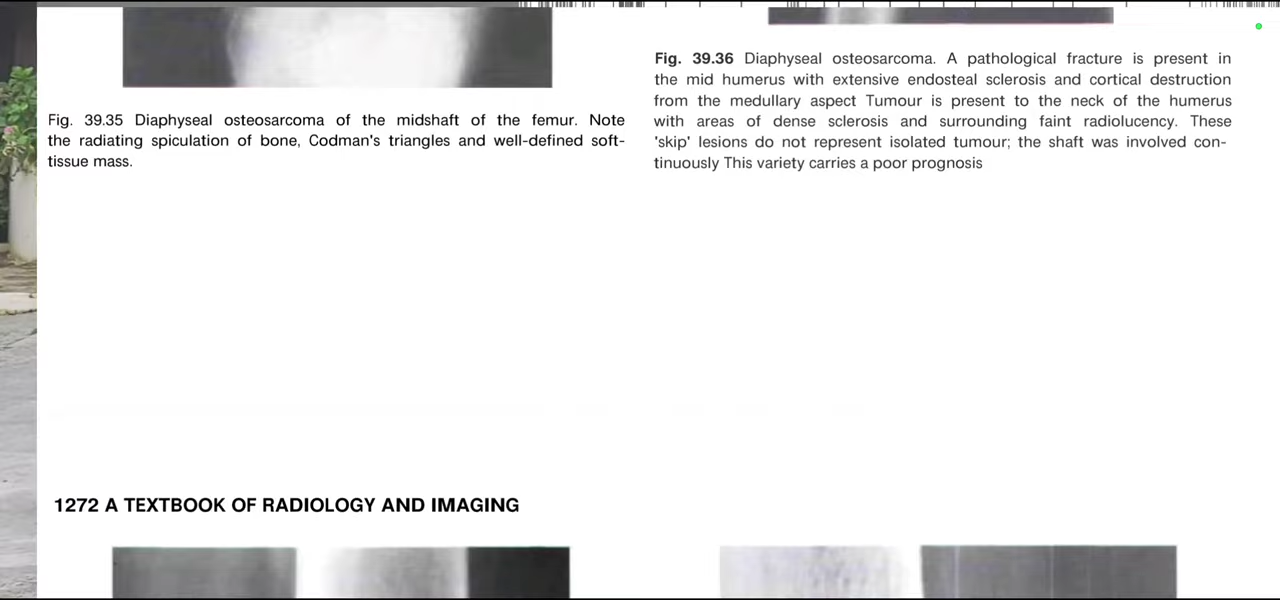 Fig. 39.35 Diaphyseal osteosarcoma of the midshaft of the femur. Note
the radiating spiculation of bone, Codman's triangles and well-defined soft-
tissue mass.
Fig. 39.36 Diaphyseal osteosarcoma. A pathological fracture is present in
the mid humerus with extensive endosteal sclerosis and cortical destruction
from the medullary aspect Tumour is present to the neck of the humerus
with areas of dense sclerosis and surrounding faint radiolucency. These
'skip' lesions do not represent isolated tumour; the shaft was involved con-
tinuously This variety carries a poor prognosis
1272 A TEXTBOOK OF RADIOLOGY AND IMAGING